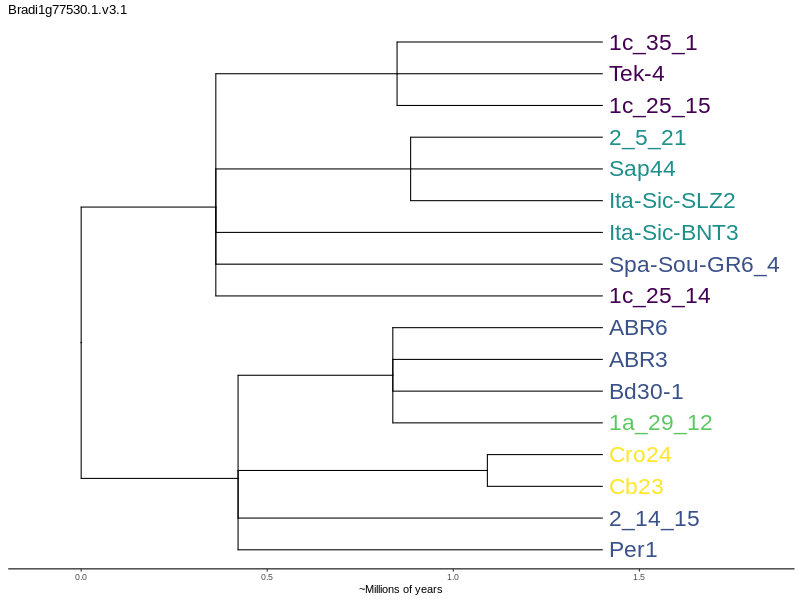 Bradi1g77530.1.v3.1
1c_35_1
Tek-4
1c_25_15
2_5_21
Sap44
Ita-Sic-SLZ2
Ita-Sic-BNT3
Spa-Sou-GR6_4
1c_25_14
ABR6
ABR3
Bd30-1
1a_29_12
Cro24
Cb23
2_14_15
Per1
0.0 0.5 1.0 1.5
~Millions of years